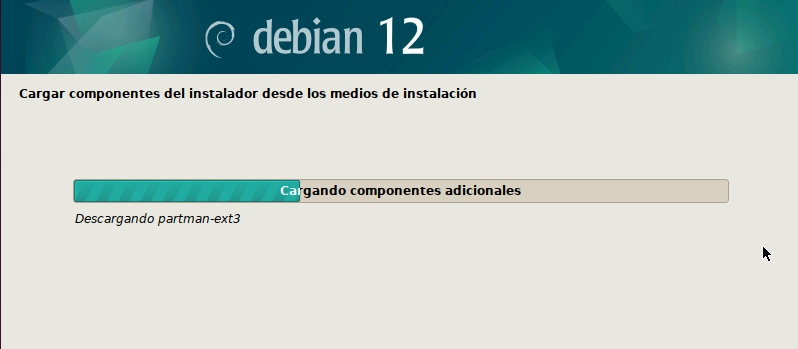 debian 12
Cargar componentes del instalador desde los medios de instalación
Cargando componentes adicionales
Descargando partman-ext3